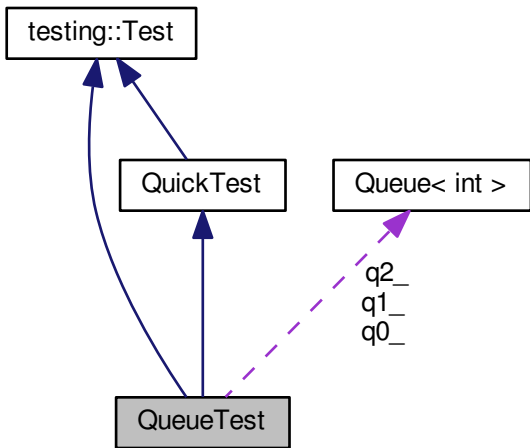 testing::Test
QuickTest
Queue< int >
q2_
q1_
q0_
QueueTest